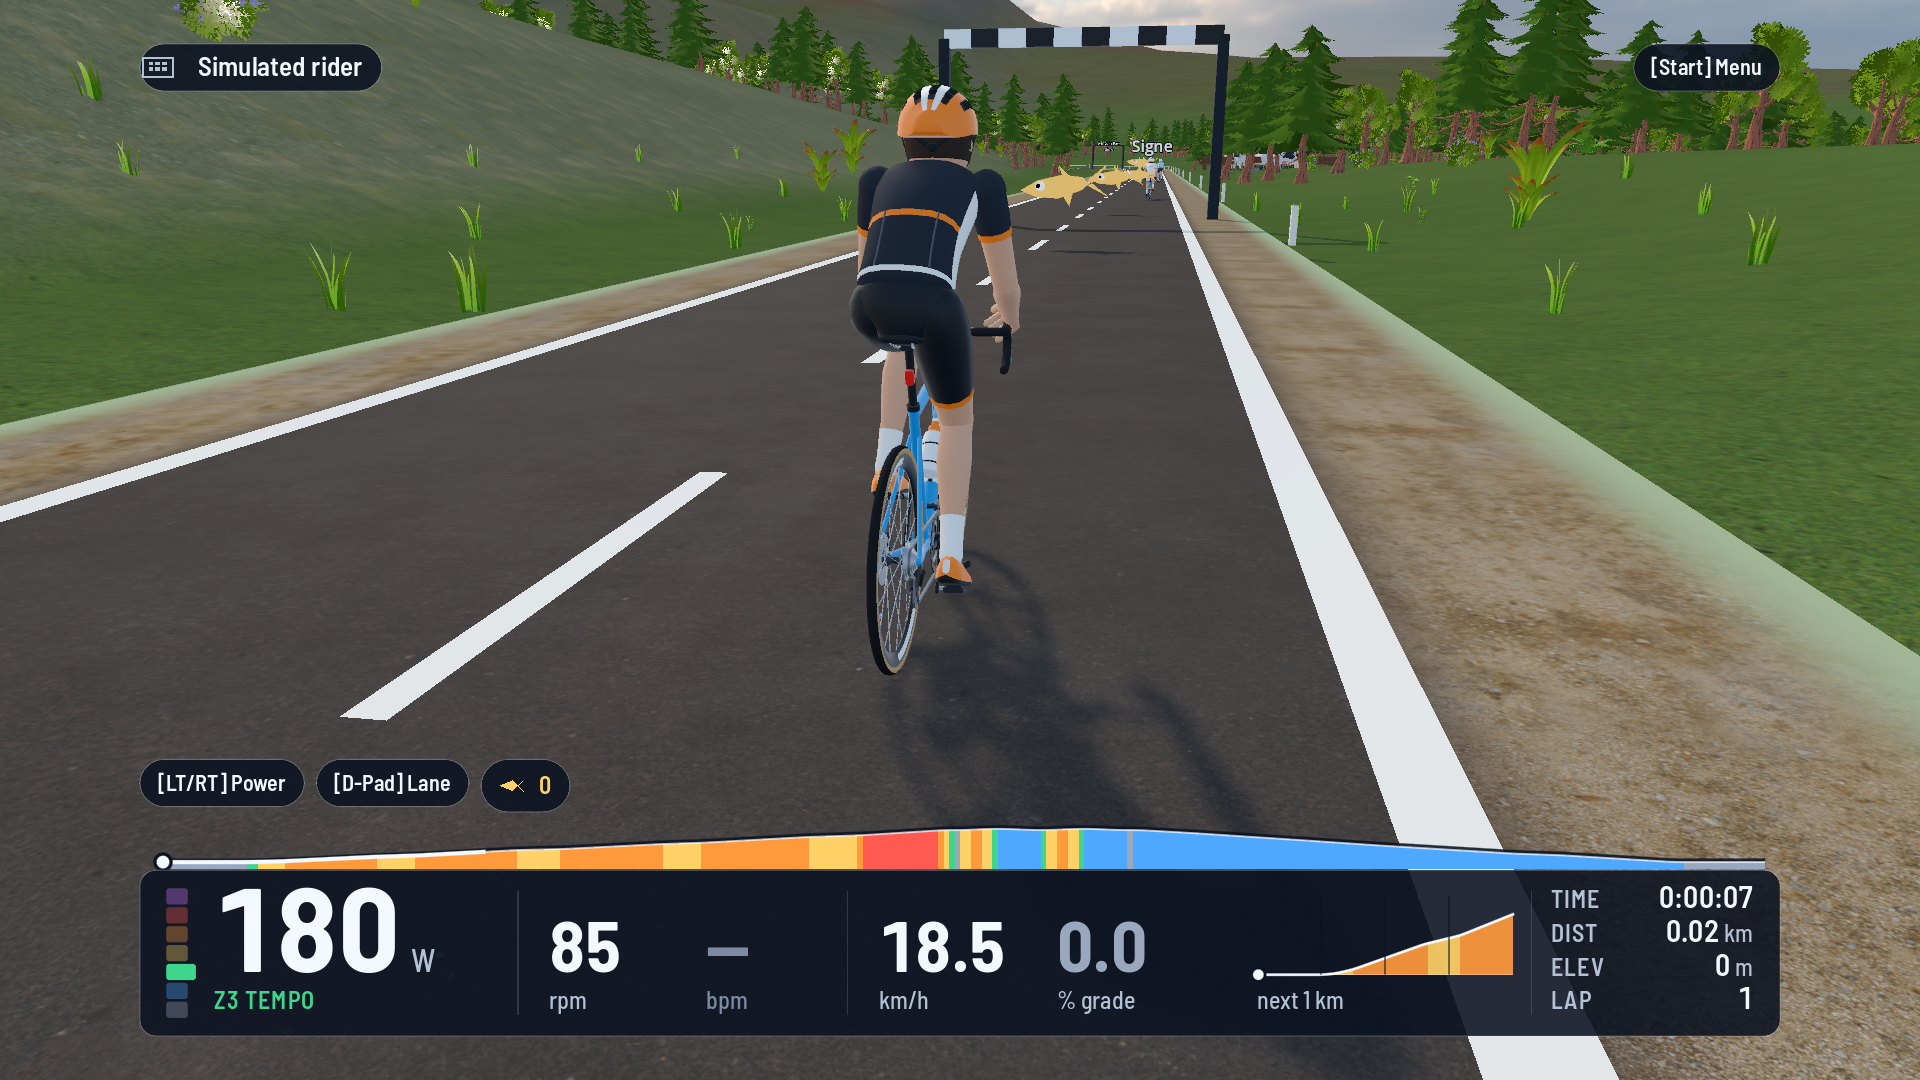 Simulated rider
[Start] Menu
Signe
[LT/RT] Power
[D-Pad] Lane
0
180 W
Z3 TEMPO
85
rpm
—
bpm
18.5
km/h
0.0
% grade
next 1 km
TIME 0:00:07
DIST 0.02 km
ELEV 0 m
LAP 1